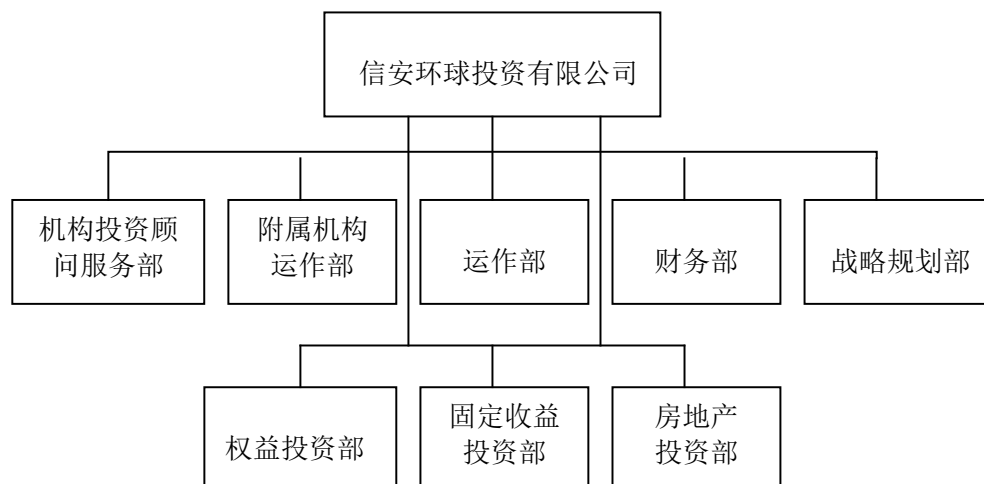 信安环球投资有限公司
机构投资顾
问服务部
附属机构
运作部
运作部
财务部
战略规划部
权益投资部
固定收益
投资部
房地产
投资部